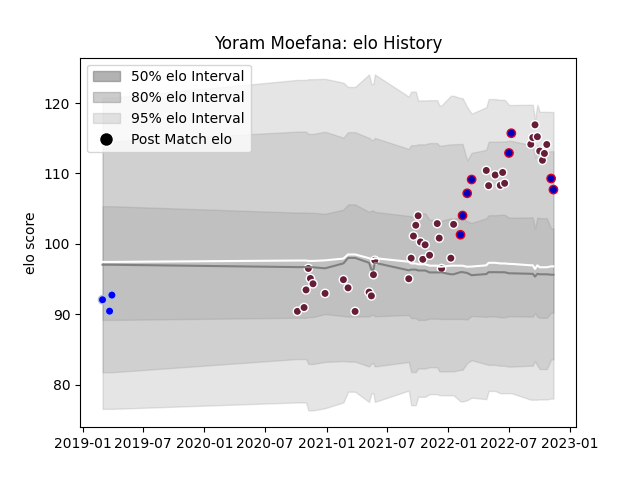 Yoram Moefana: elo History
50% elo Interval
80% elo Interval
95% elo Interval
Post Match elo
elo score
120
110
100
90
80
2019-01 2019-07 2020-01 2020-07 2021-01 2021-07 2022-01 2022-07 2023-01